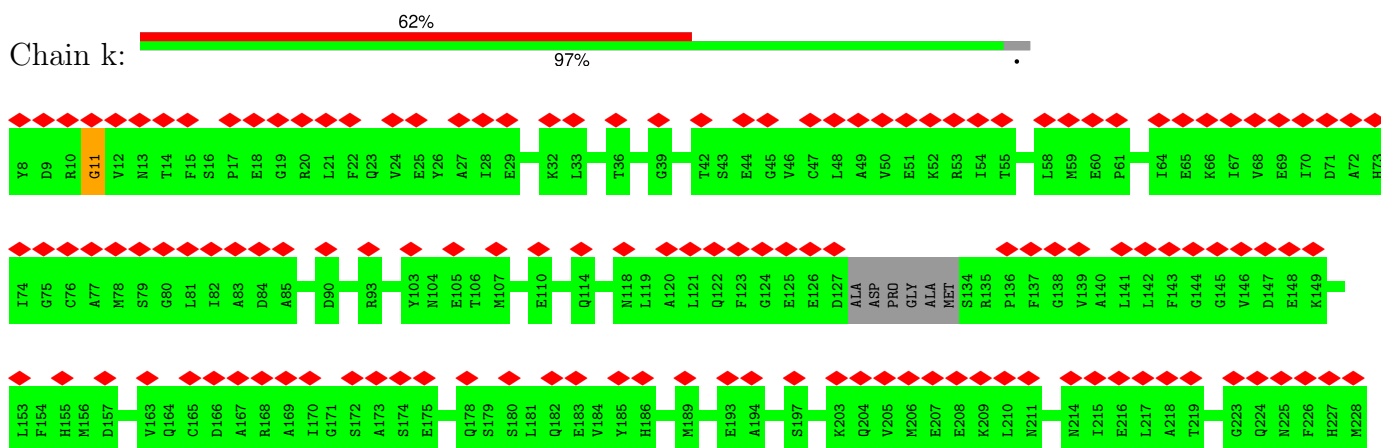 62%
Chain k:
97%
.
Y8 D9 R10 G11 V12 N13 T14 F15 S16 P17 E18 G19 R20 L21 F22 Q23 V24 E25 Y26 A27 I28 E29 K32 L33 T36 G39 T42 S43 E44 G45 V46 C47 L48 A49 V50 E51 K52 R53 I54 T55 L58 M59 E60 P61 I64 E65 K66 I67 V68 E69 I70 D71 A72 H73
I74 G75 C76 A77 M78 S79 G80 L81 I82 A83 D84 A85 D90 R93 Y103 N104 E105 T106 M107 E110 Q114 N118 L119 A120 L121 Q122 F123 G124 E125 E126 D127 ALA ASP PRO GLY ALA MET S134 R135 P136 F137 G138 V139 A140 L141 L142 F143 G144 G145 V146 D147 E148 K149
L153 F154 H155 M156 D157 V163 Q164 C165 D166 A167 R168 A169 I170 G171 S172 A173 S174 E175 Q178 S179 S180 L181 Q182 E183 V184 Y185 H186 M189 E193 A194 S197 K203 Q204 V205 M206 E207 E208 K209 L210 N211 N214 I215 E216 L217 A218 T219 G223 Q224 N225 F226 H227 M228